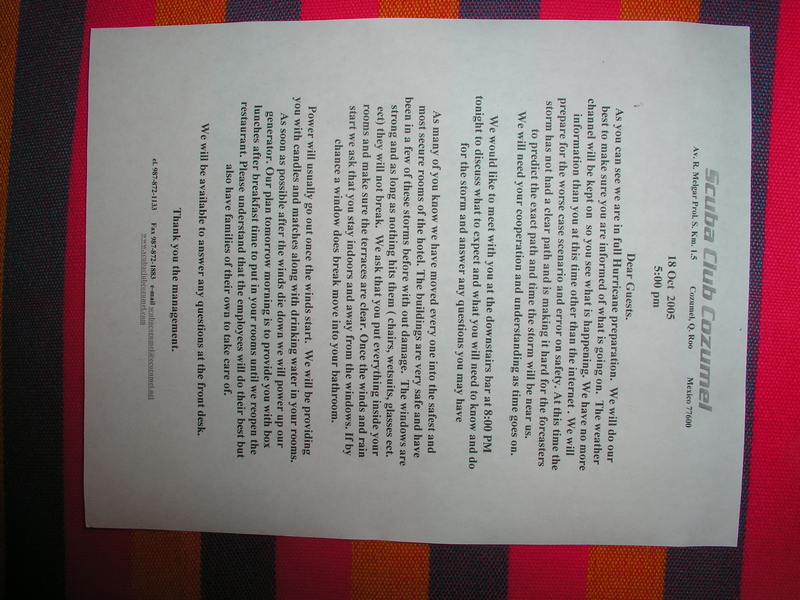 Scuba Club Cozumel
Av. R. Melgar Prol. S. Km. 1.5 Cozumel, Q. Roo Mexico 77600
18 Oct 2005
5:00 pm
Dear Guests.
As you can see we are in full Hurricane preparation. We will do our
best to make sure you are informed of what is going on. The weather
channel will be kept on so you see what is happening. We have no more
information than you at this time other than the internet . We will
prepare for the worse case scenario and error on safety. At this time the
storm has not had a clear path and is making it hard for the forcasters
to predict the exact path and time the storm will be near us.
We will need your cooperation and understanding as time goes on.
We would like to meet with you at the downstairs bar at 8:00 PM
tonight to discuss what to expect and what you will need to know and do
for the storm and answer any questions you may have
As many of you know we have moved every one into the safest and
most secure rooms of the hotel. The buildings are very safe and have
been in a few of these storms before with out damage. The windows are
strong and as long as nothing hits them ( chairs, wetsuits, glasses ect.
ect) they will not break. We ask that you put everything inside your
rooms and make sure the terraces are clear. Once the winds and rain
start we ask that you stay indoors and away from the windows. If by
chance a window does break move into your bathroom.
Power will usually go out once the winds start. We will be providing
you with candles and matches along with drinking water in your rooms.
As soon as possible after the winds die down we will power up our
generator. Our plan tomorrow morning is to provide you with box
lunches after breakfast time to put in your rooms until we reopen the
restaurant. Please understand that the employees will do their best but
also have families of their own to take care of.
We will be available to answer any questions at the front desk.
Thank you the management.
tl. 987-872-1133 Fax 987-872-1883 e-mail scubacozumel@cozumel.net
www.scubaclubcozumel.com